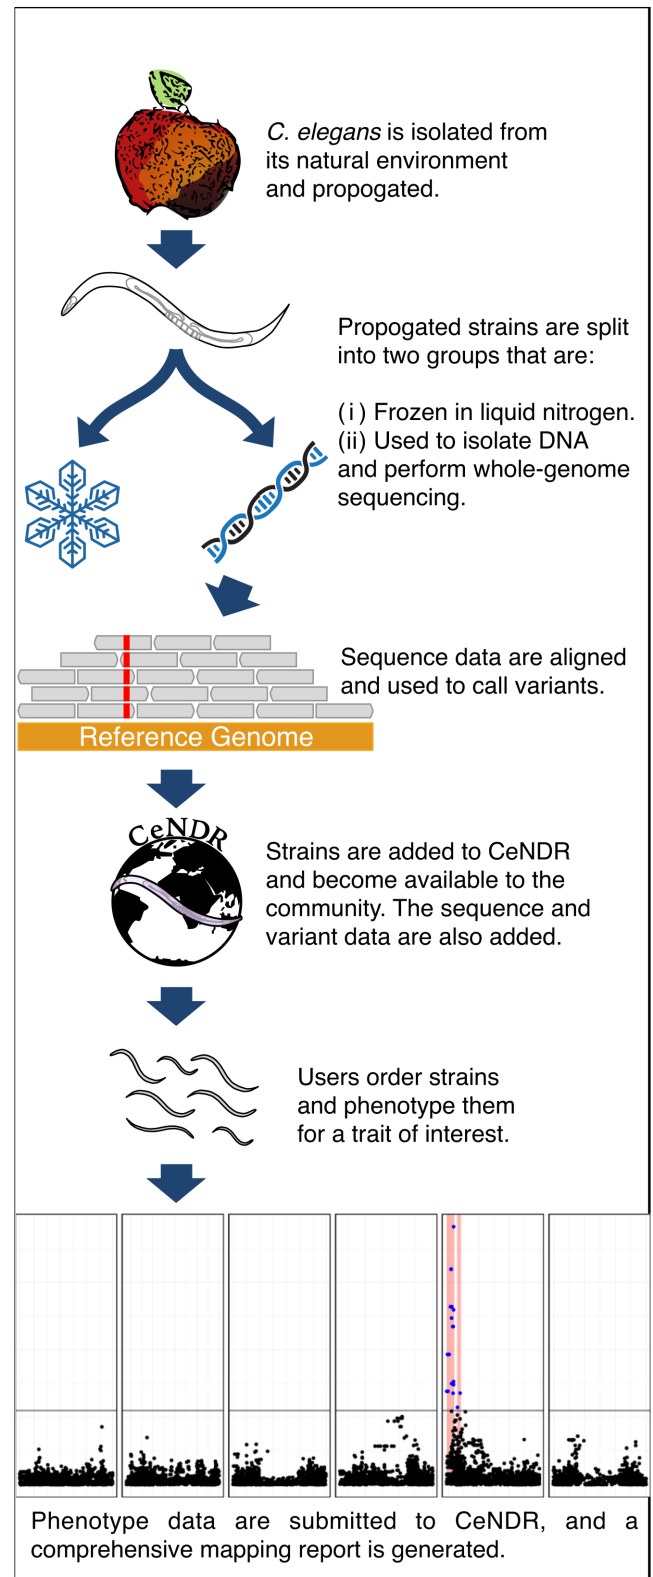 C. elegans is isolated from
its natural environment
and propogated.
Propogated strains are split
into two groups that are:
(i) Frozen in liquid nitrogen.
(ii) Used to isolate DNA
and perform whole-genome
sequencing.
Sequence data are aligned
and used to call variants.
Reference Genome
CeNDR
Strains are added to CeNDR
and become available to the
community. The sequence and
variant data are also added.
Users order strains
and phenotype them
for a trait of interest.
Phenotype data are submitted to CeNDR, and a
comprehensive mapping report is generated.